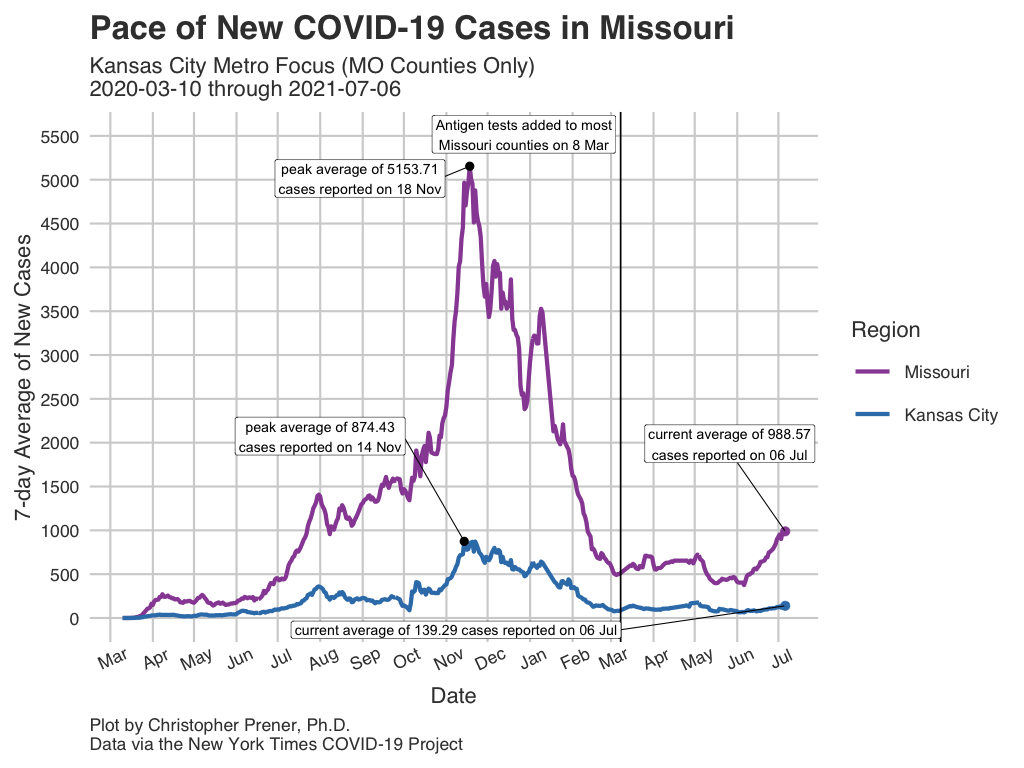 Pace of New COVID-19 Cases in Missouri
Kansas City Metro Focus (MO Counties Only)
2020-03-10 through 2021-07-06
Antigen tests added to most
Missouri counties on 8 Mar
peak average of 5153.71
cases reported on 18 Nov
peak average of 874.43
cases reported on 14 Nov
current average of 988.57
cases reported on 06 Jul
current average of 139.29 cases reported on 06 Jul
7-day Average of New Cases
5500
5000
4500
4000
3500
3000
2500
2000
1500
1000
500
0
Mar Apr May Jun Jul Aug Sep Oct Nov Dec Jan Feb Mar Apr May Jun Jul
Date
Region
Missouri
Kansas City
Plot by Christopher Prener, Ph.D.
Data via the New York Times COVID-19 Project